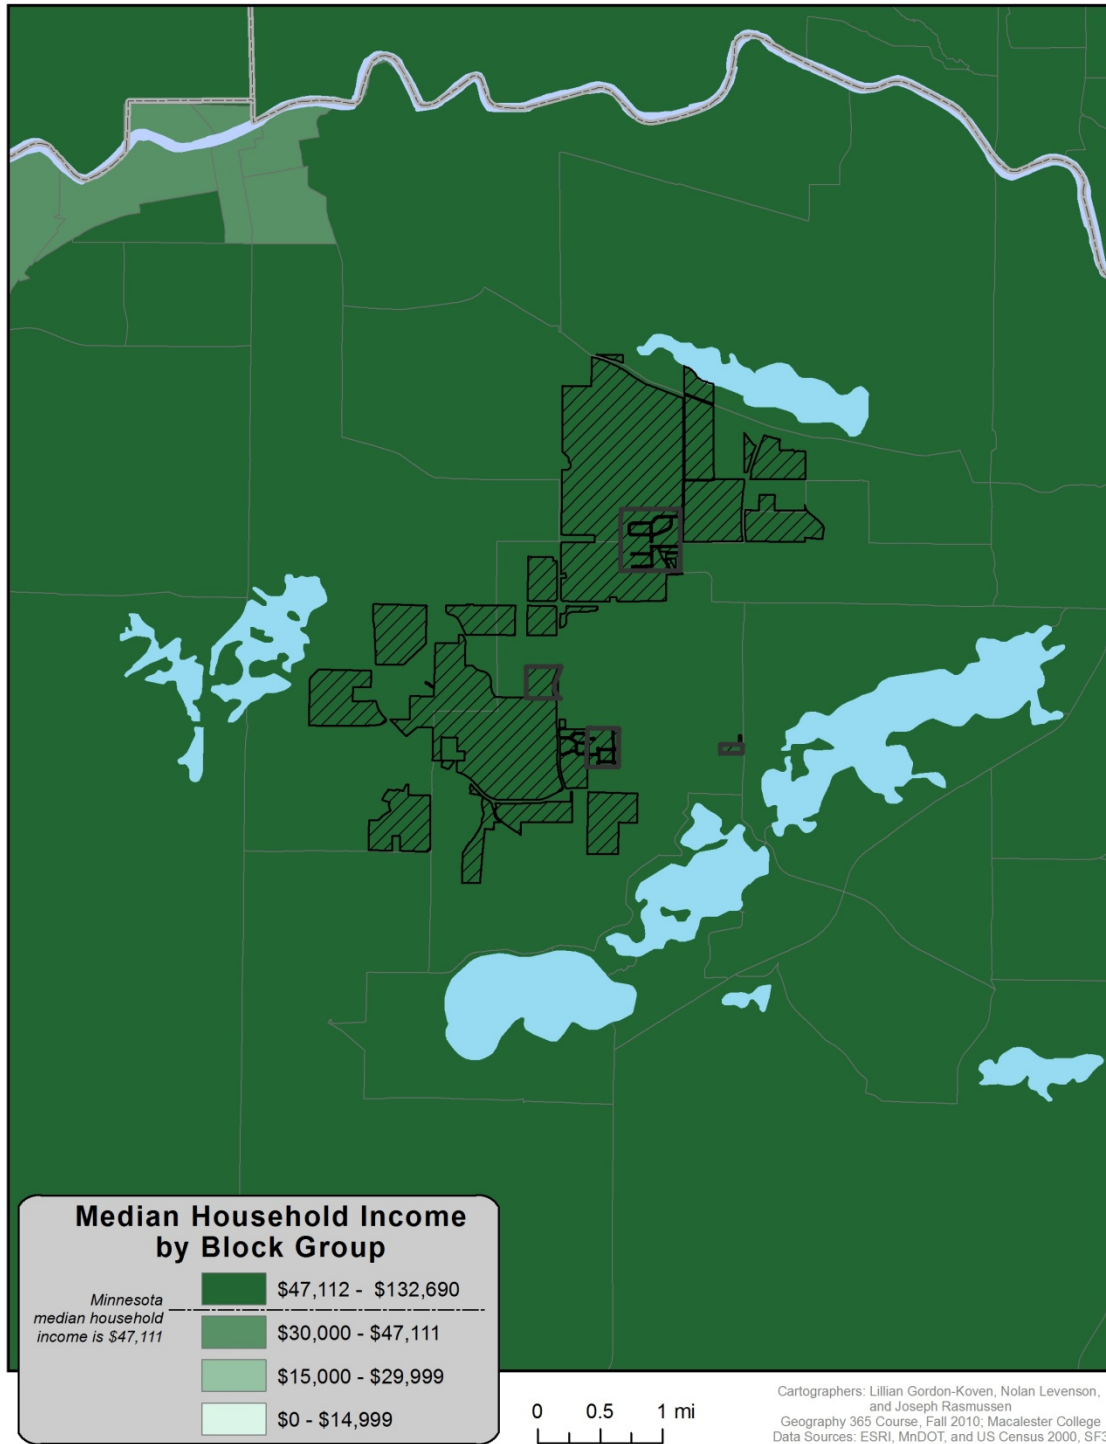 Median Household Income
by Block Group
Minnesota
median household
income is $47,111
$47,112 - $132,690
$30,000 - $47,111
$15,000 - $29,999
$0 - $14,999
0 0.5 1 mi
Cartographers: Lillian Gordon-Koven, Nolan Levenson,
and Joseph Rasmussen
Geography 365 Course, Fall 2010; Macalester College
Data Sources: ESRI, MnDOT, and US Census 2000, SF3